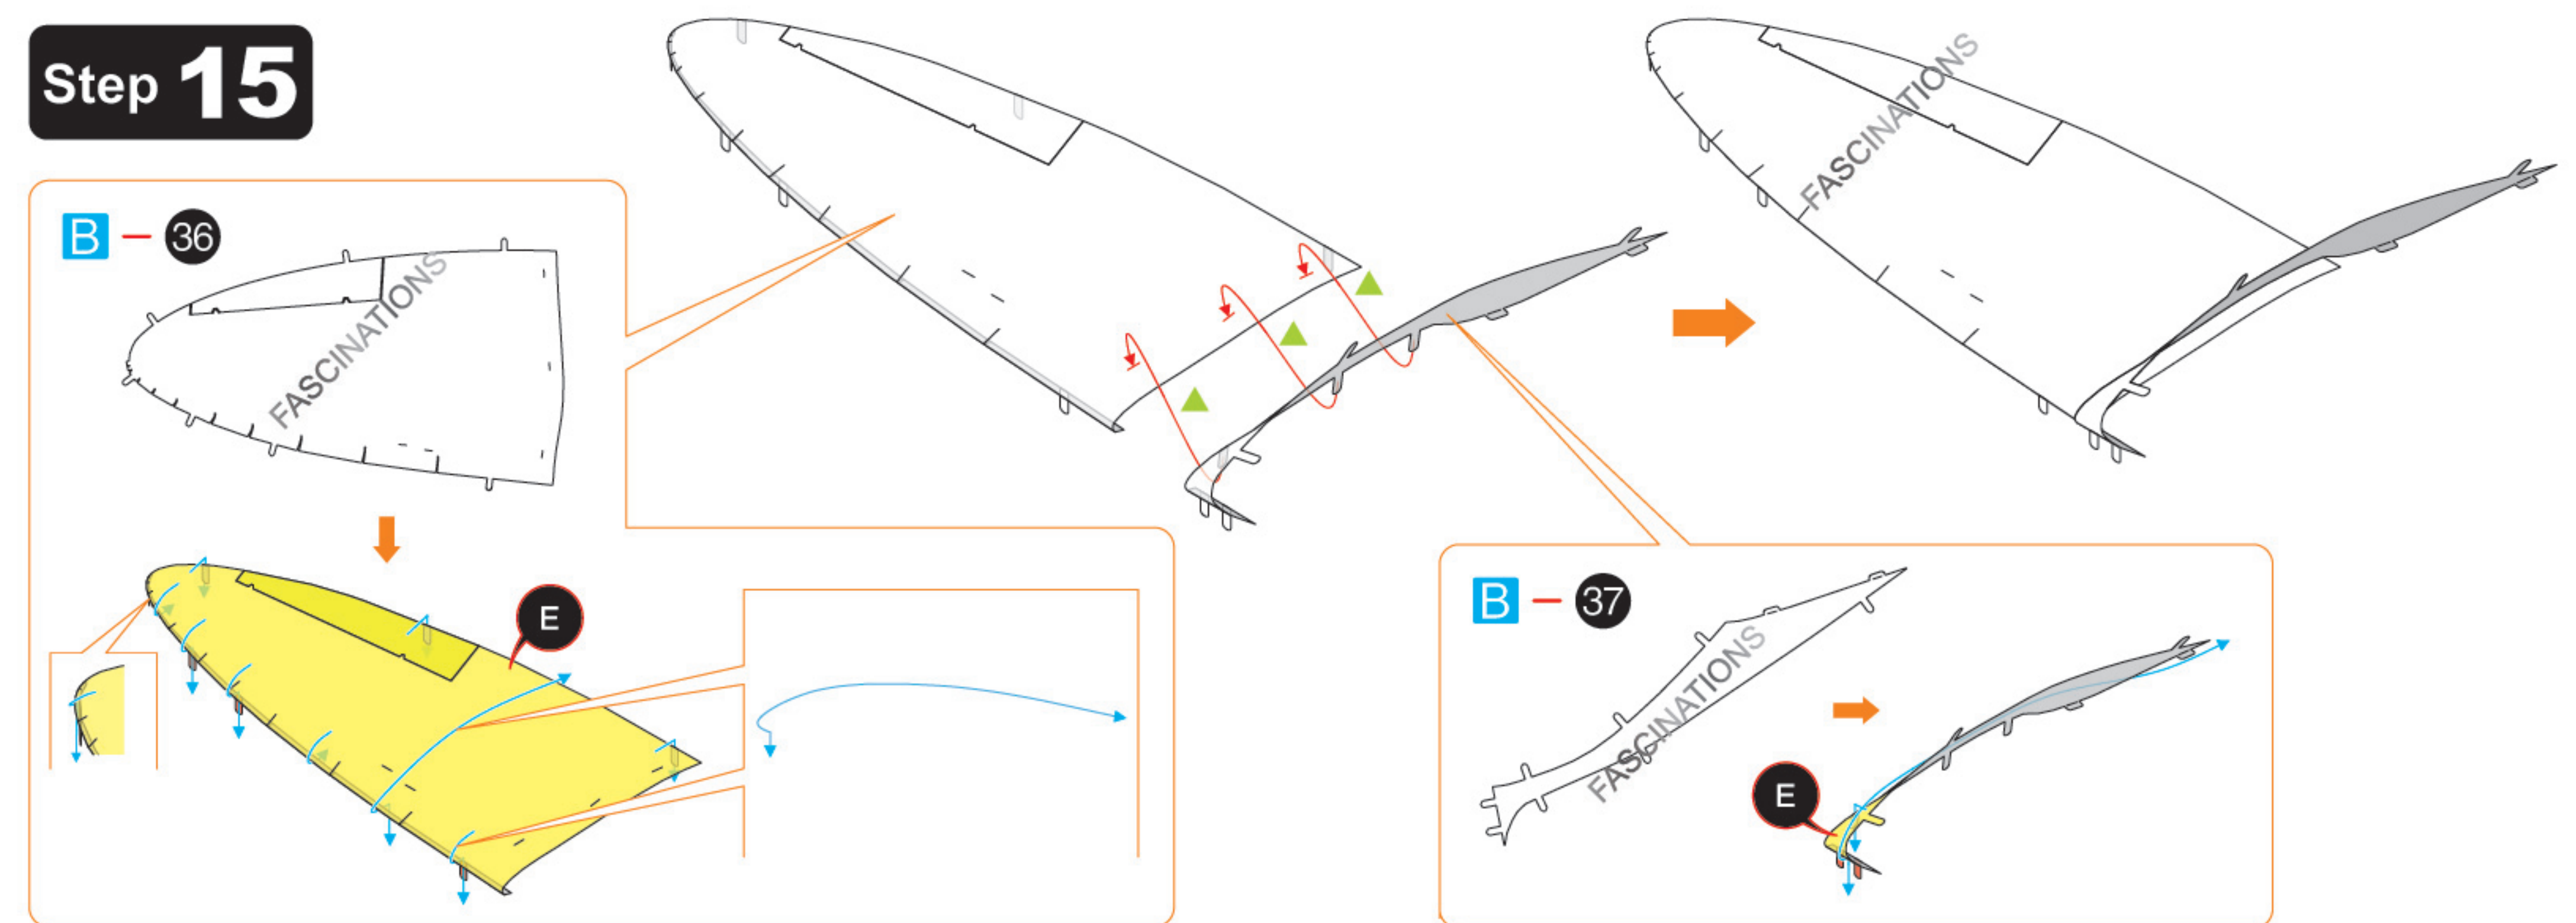 Step 15
FASCINATIONS
B – 36
FASCINATIONS
E
B – 37
FASCINATIONS
E